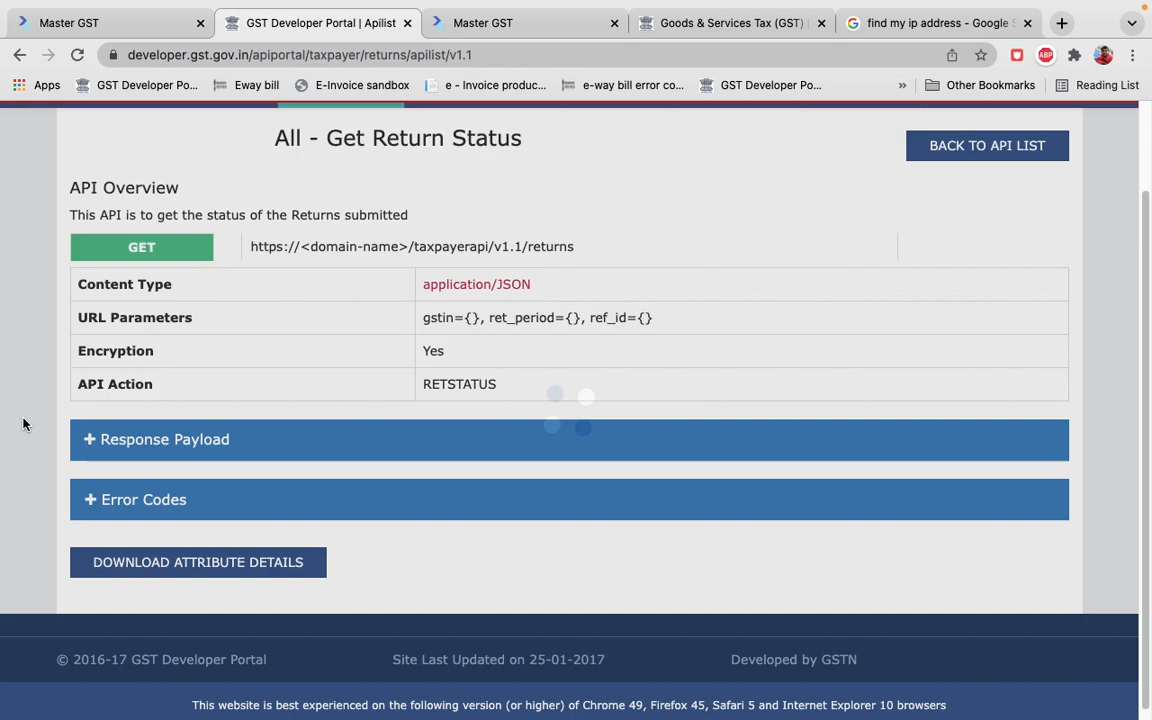 Master GST
GST Developer Portal | Apilist
Master GST
Goods & Services Tax (GST) |
find my ip address - Google S
developer.gst.gov.in/apiportal/taxpayer/returns/apilist/v1.1
ABP
Apps
GST Developer Po...
Eway bill
E-Invoice sandbox
e - Invoice produc...
e-way bill error co...
GST Developer Po...
»
Other Bookmarks
Reading List
All - Get Return Status
BACK TO API LIST
API Overview
This API is to get the status of the Returns submitted
GET
https://<domain-name>/taxpayerapi/v1.1/returns
Content Type
application/JSON
URL Parameters
gstin={}, ret_period={}, ref_id={}
Encryption
Yes
API Action
RETSTATUS
+ Response Payload
+ Error Codes
DOWNLOAD ATTRIBUTE DETAILS
© 2016-17 GST Developer Portal
Site Last Updated on 25-01-2017
Developed by GSTN
This website is best experienced on the following version (or higher) of Chrome 49, Firefox 45, Safari 5 and Internet Explorer 10 browsers